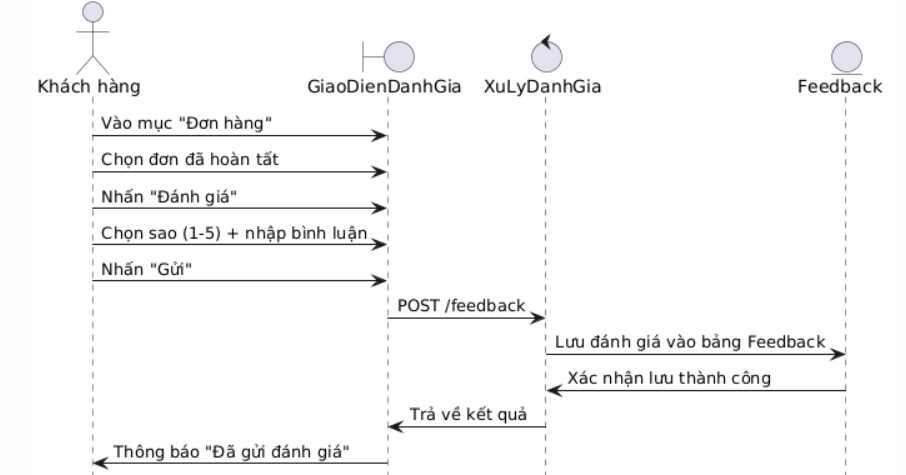 Khách hàng
GiaoDienDanhGia
XuLyDanhGia
Feedback
Vào mục "Đơn hàng"
Chọn đơn đã hoàn tất
Nhấn "Đánh giá"
Chọn sao (1-5) + nhập bình luận
Nhấn "Gửi"
POST /feedback
Lưu đánh giá vào bảng Feedback
Xác nhận lưu thành công
Trả về kết quả
Thông báo "Đã gửi đánh giá"